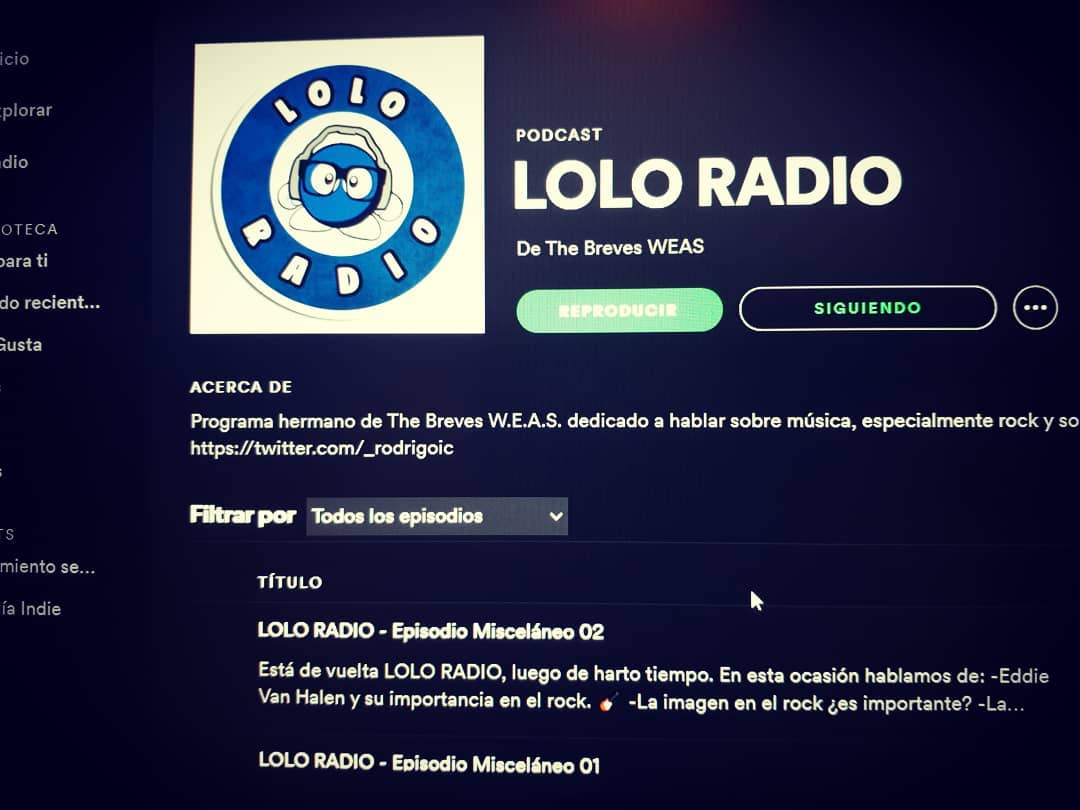 icio
xplorar
dio
OTECA
para ti
do recient...
Gusta
s
s
TS
miento se...
ía Indie
LOLO
RADIO
PODCAST
LOLO RADIO
De The Breves WEAS
REPRODUCIR
SIGUIENDO
ACERCA DE
Programa hermano de The Breves W.E.A.S. dedicado a hablar sobre música, especialmente rock y so
https://twitter.com/_rodrigoic
Filtrar por Todos los episodios
TÍTULO
LOLO RADIO - Episodio Misceláneo 02
Está de vuelta LOLO RADIO, luego de harto tiempo. En esta ocasión hablamos de: -Eddie
Van Halen y su importancia en el rock. 🎸 -La imagen en el rock ¿es importante? -La...
LOLO RADIO - Episodio Misceláneo 01